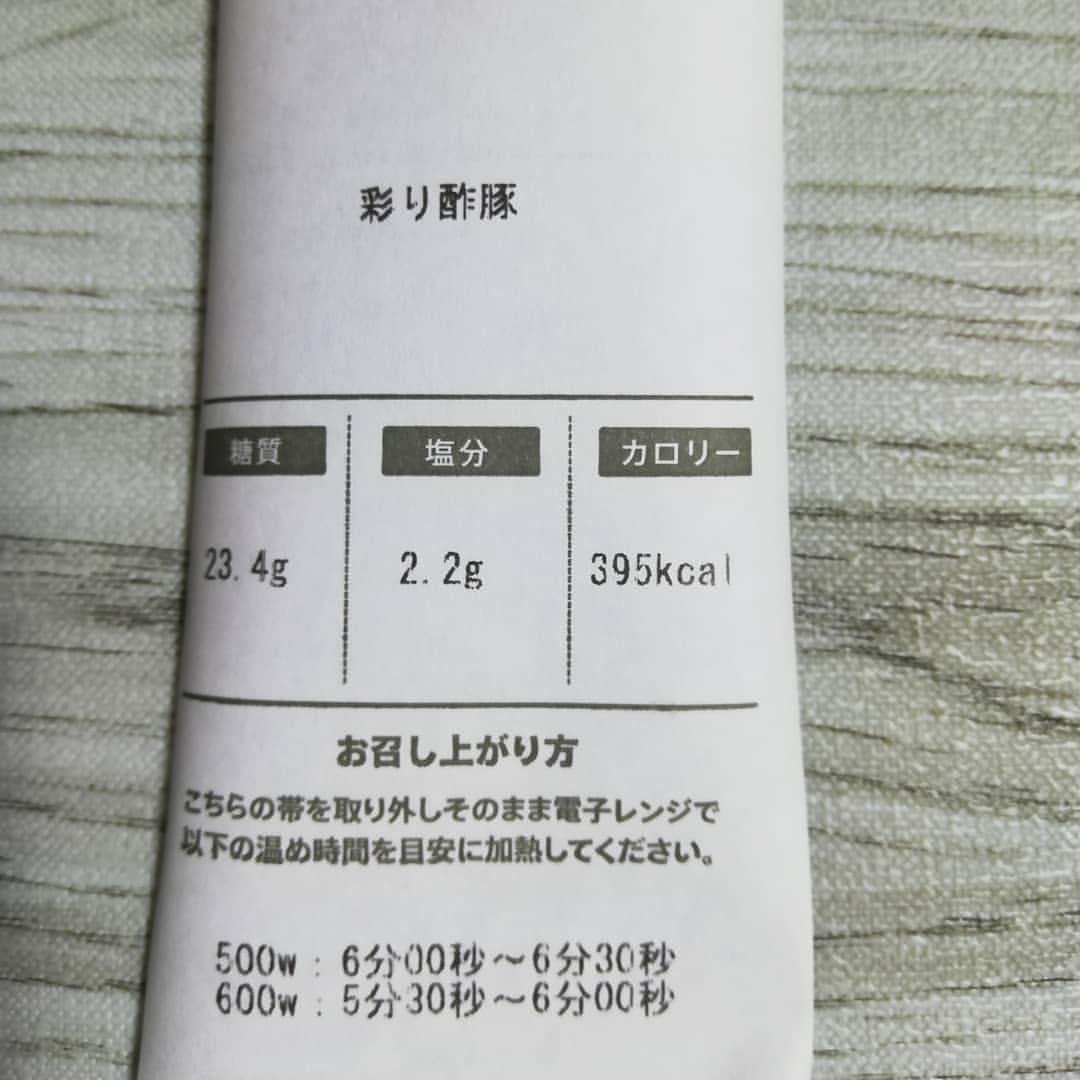 彩り酢豚
糖質 塩分 カロリー
23.4g 2.2g 395kcal
お召し上がり方
こちらの帯を取り外しそのまま電子レンジで
以下の温め時間を目安に加熱してください。
500w : 6分00秒～6分30秒
600w : 5分30秒～6分00秒